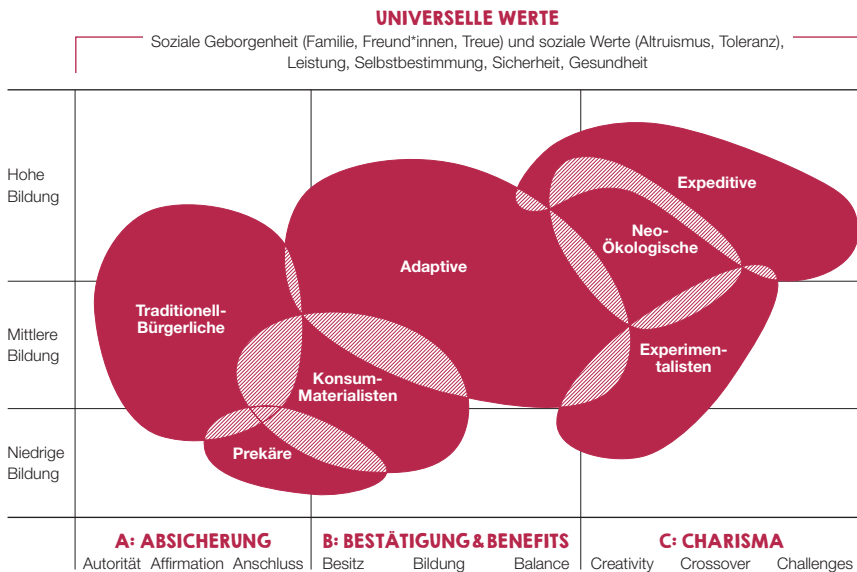 UNIVERSELLE WERTE
Soziale Geborgenheit (Familie, Freund*innen, Treue) und soziale Werte (Altruismus, Toleranz),
Leistung, Selbstbestimmung, Sicherheit, Gesundheit
Hohe
Bildung
Expeditive
Neo-
Ökologische
Adaptive
Mittlere
Bildung
Traditionell-
Bürgerliche
Experimen-
talisten
Konsum-
Materialisten
Niedrige
Bildung
Prekäre
A: ABSICHERUNG
B: BESTÄTIGUNG & BENEFITS
C: CHARISMA
Autorität Affirmation Anschluss
Besitz Bildung Balance
Creativity Crossover Challenges